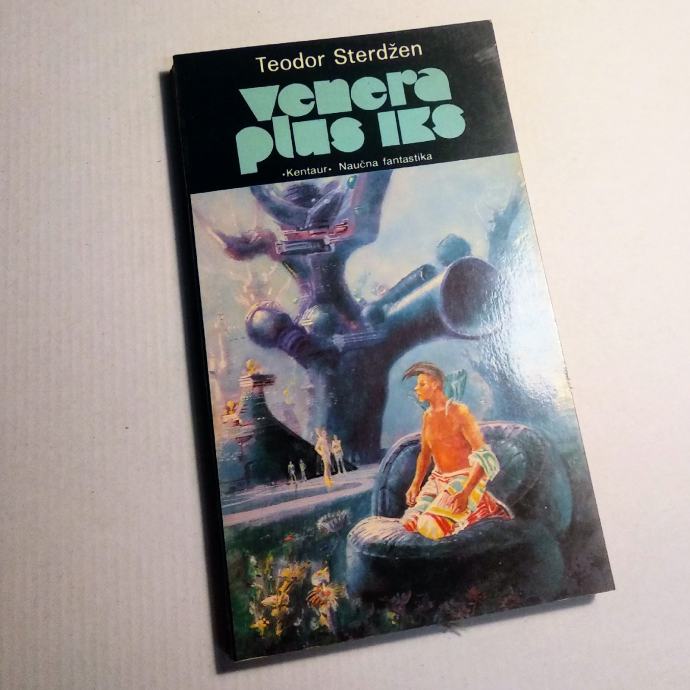 Teodor Sterdžen
venera
plus iks
•Kentaur• Naučna fantastika